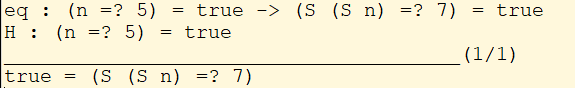 eq : (n =? 5) = true -> (S (S n) =? 7) = true
H : (n =? 5) = true
______________________________________(1/1)
true = (S (S n) =? 7)